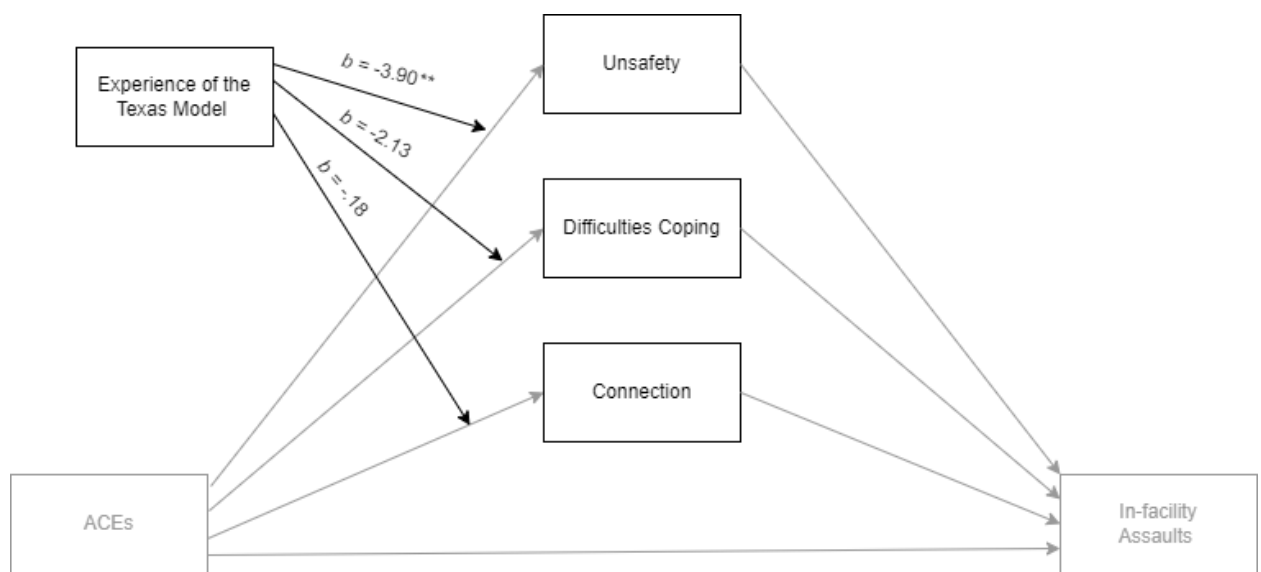 Experience of the
Texas Model
b = -3.90**
b = -2.13
b = -.18
Unsafety
Difficulties Coping
Connection
ACEs
In-facility
Assaults